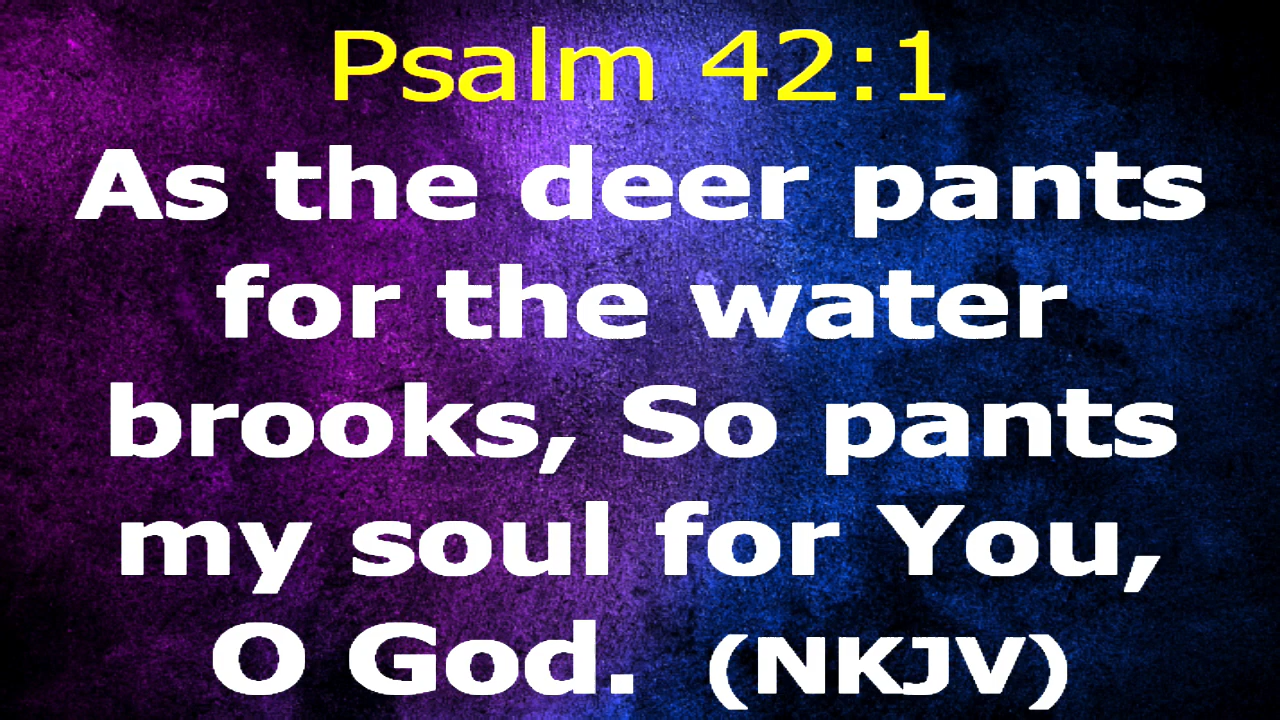 Psalm 42:1
As the deer pants
for the water
brooks, So pants
my soul for You,
O God. (NKJV)